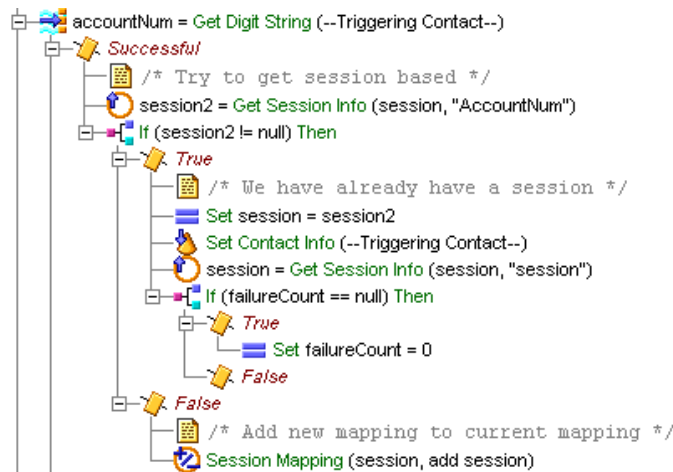 accountNum = Get Digit String (--Triggering Contact--)
Successful
/* Try to get session based */
session2 = Get Session Info (session, "AccountNum")
If (session2 != null) Then
True
/* We have already have a session */
Set session = session2
Set Contact Info (--Triggering Contact--)
session = Get Session Info (session, "session")
If (failureCount == null) Then
True
Set failureCount = 0
False
False
/* Add new mapping to current mapping */
Session Mapping (session, add session)